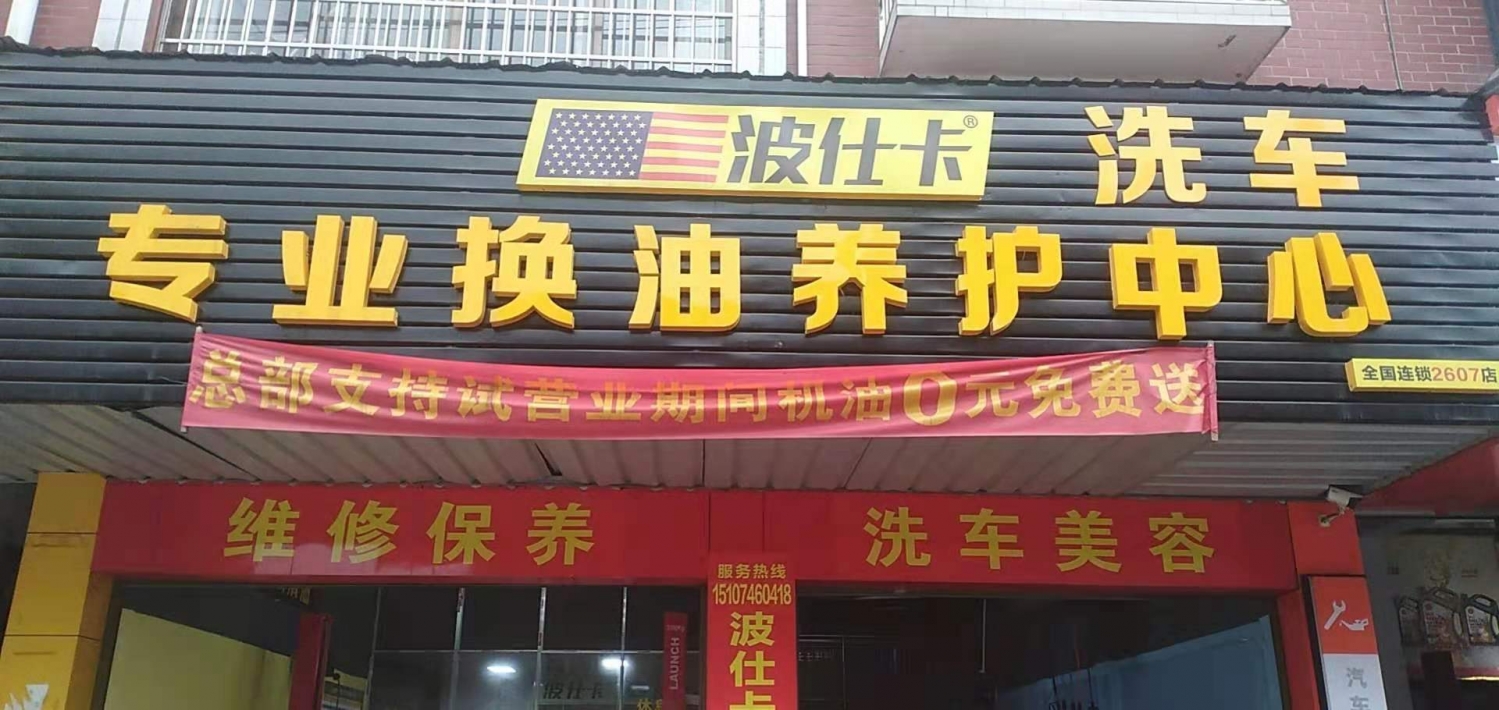 波仕卡® 洗车
专业换油养护中心
全国连锁2607店
总部支持试营业期间机油0元免费送
维修保养
洗车美容
服务热线
15107460418
波仕卡
LAUNCH
波仕卡
汽车